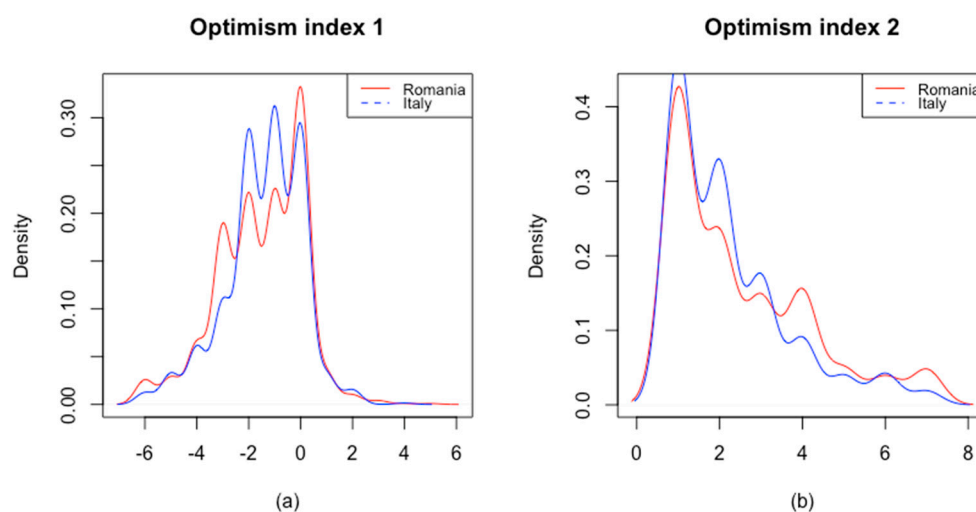 Optimism index 1
Romania
Italy
Density
0.30
0.20
0.10
0.00
-6 -4 -2 0 2 4 6
(a)
Optimism index 2
Romania
Italy
Density
0.4
0.3
0.2
0.1
0.0
0 2 4 6 8
(b)